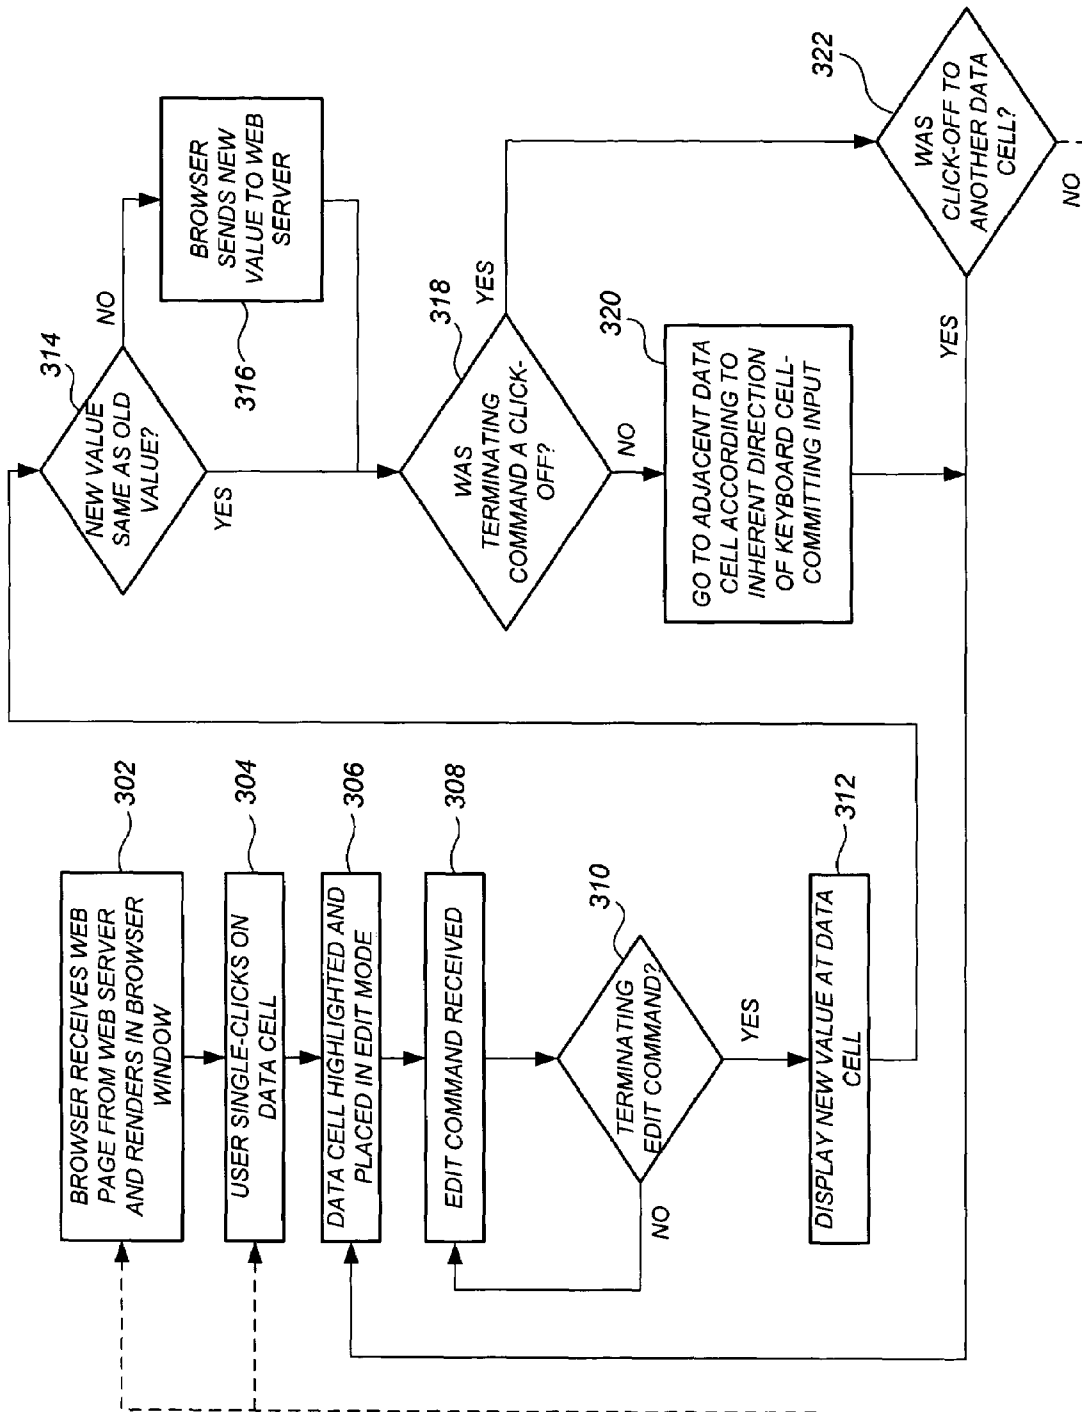 BROWSER RECEIVES WEB
PAGE FROM WEB SERVER
AND RENDERS IN BROWSER
WINDOW
302
USER SINGLE-CLICKS ON
DATA CELL
304
DATA CELL HIGHLIGHTED AND
PLACED IN EDIT MODE
306
EDIT COMMAND RECEIVED
308
TERMINATING
EDIT COMMAND?
310
NO
YES
DISPLAY NEW VALUE AT DATA
CELL
312
NEW VALUE
SAME AS OLD
VALUE?
314
NO
YES
BROWSER
SENDS NEW
VALUE TO WEB
SERVER
316
WAS
TERMINATING
COMMAND A CLICK-
OFF?
318
YES
NO
GO TO ADJACENT DATA
CELL ACCORDING TO
INHERENT DIRECTION
OF KEYBOARD CELL-
COMMITTING INPUT
320
WAS
CLICK-OFF TO
ANOTHER DATA
CELL?
322
YES
NO